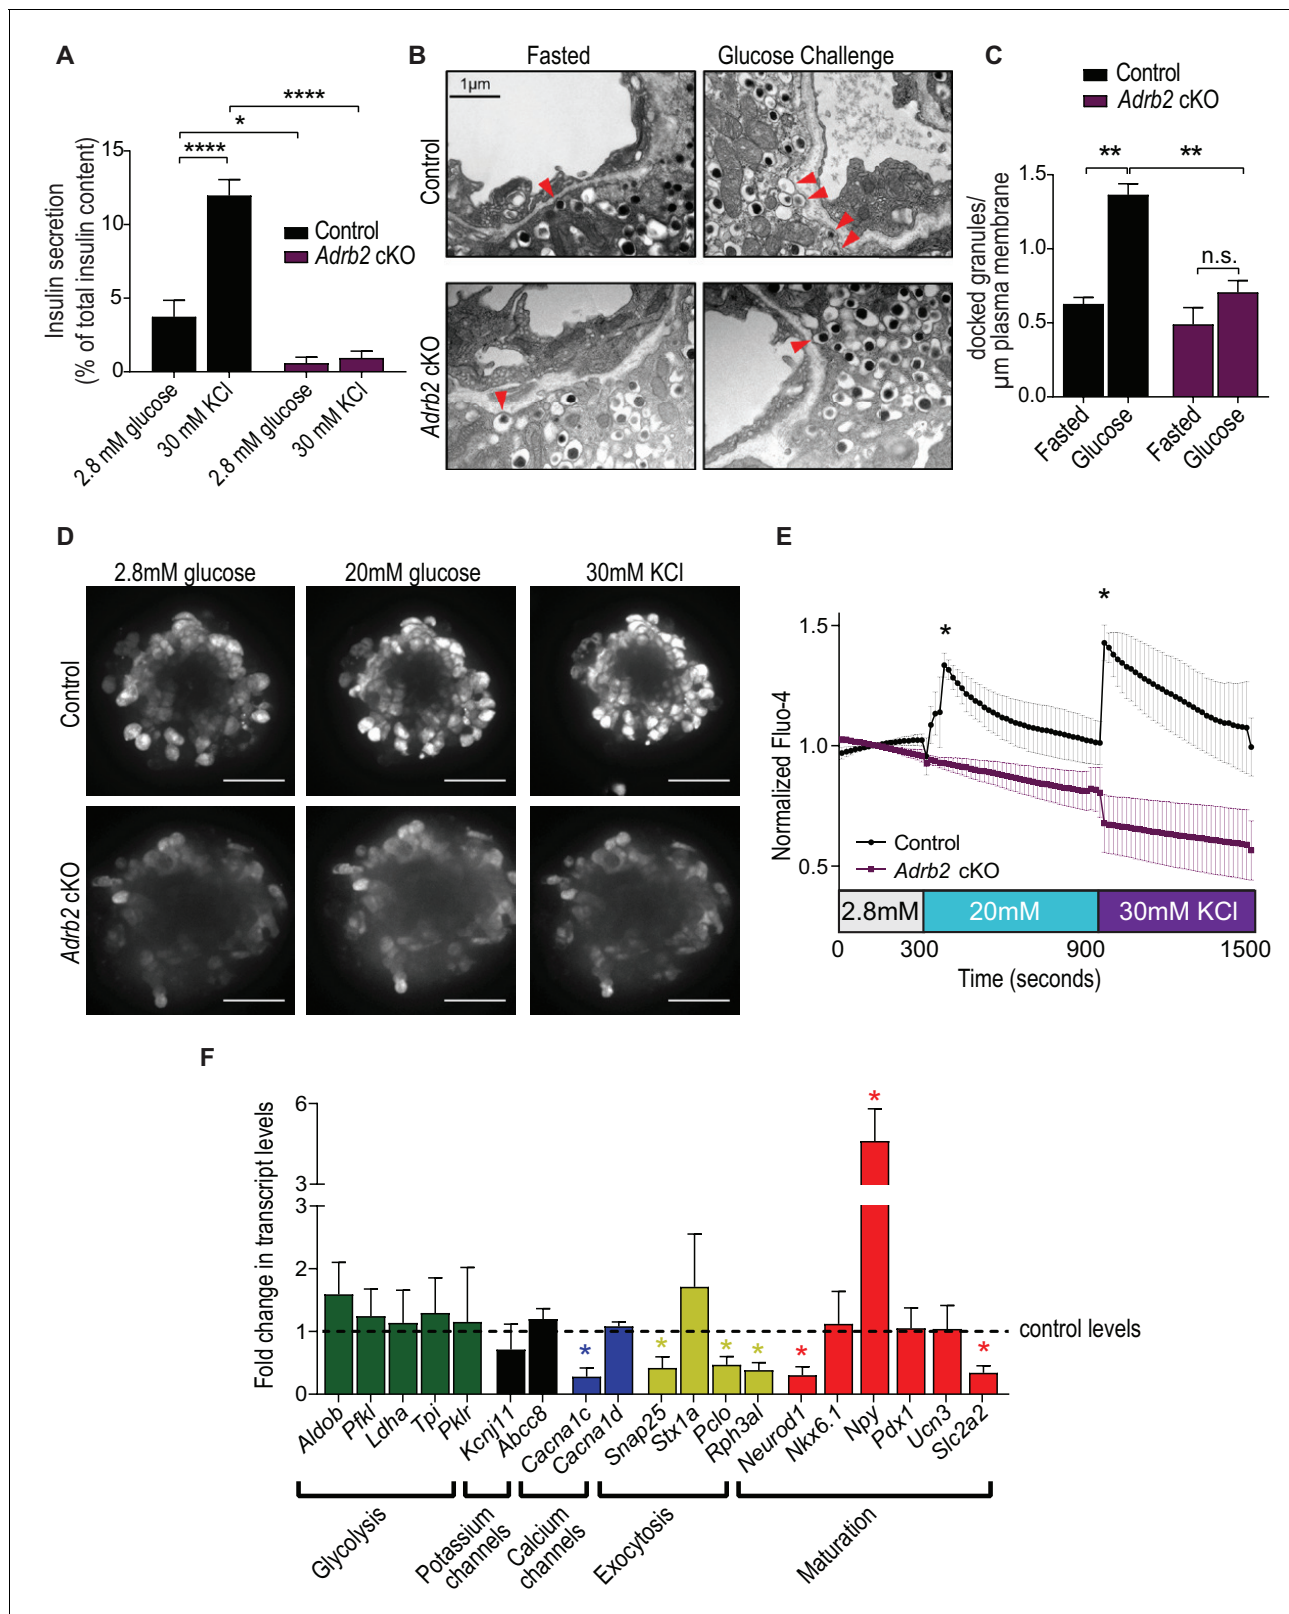 A
****
*
****
Insulin secretion
(% of total insulin content)
15
10
5
0
Control
Adrb2 cKO
2.8 mM glucose
30 mM KCl
2.8 mM glucose
30 mM KCl
B
Fasted
Glucose Challenge
1µm
Control
Adrb2 cKO
C
Control
Adrb2 cKO
**
**
n.s.
docked granules/
µm plasma membrane
1.5
1.0
0.5
0.0
Fasted
Glucose
Fasted
Glucose
D
2.8mM glucose
20mM glucose
30mM KCl
Control
Adrb2 cKO
E
*
*
Normalized Fluo-4
1.5
1.0
0.5
Control
Adrb2 cKO
2.8mM
20mM
30mM KCl
0
300
900
1500
Time (seconds)
F
Fold change in transcript levels
6
3
3
2
1
0
*
*
*
*
*
*
*
control levels
Aldob
Pfkl
Ldha
Tpi
Pklr
Kcnj11
Abcc8
Cacna1c
Cacna1d
Snap25
Stx1a
Pclo
Rph3al
Neurod1
Nkx6.1
Npy
Pdx1
Ucn3
Slc2a2
Glycolysis
Potassium
channels
Calcium
channels
Exocytosis
Maturation